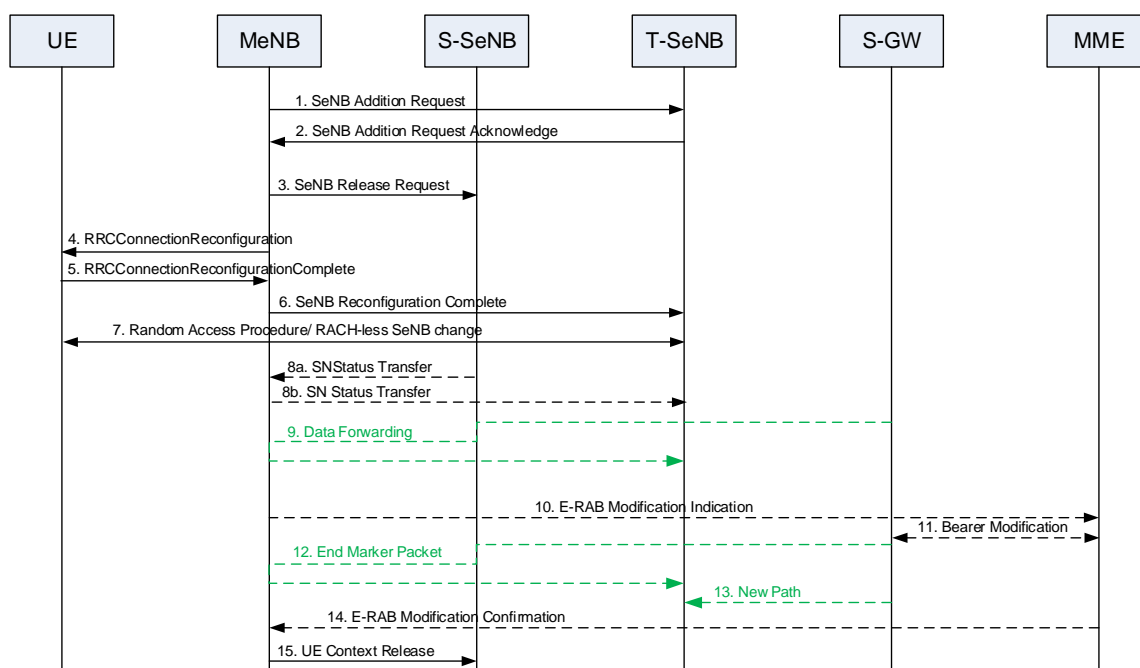 UE MeNB S-SeNB T-SeNB S-GW MME
1. SeNB Addition Request
2. SeNB Addition Request Acknowledge
3. SeNB Release Request
4. RRCConnectionReconfiguration
5. RRCConnectionReconfigurationComplete
6. SeNB Reconfiguration Complete
7. Random Access Procedure/ RACH-less SeNB change
8a. SNStatus Transfer
8b. SN Status Transfer
9. Data Forwarding
10. E-RAB Modification Indication
11. Bearer Modification
12. End Marker Packet
13. New Path
14. E-RAB Modification Confirmation
15. UE Context Release